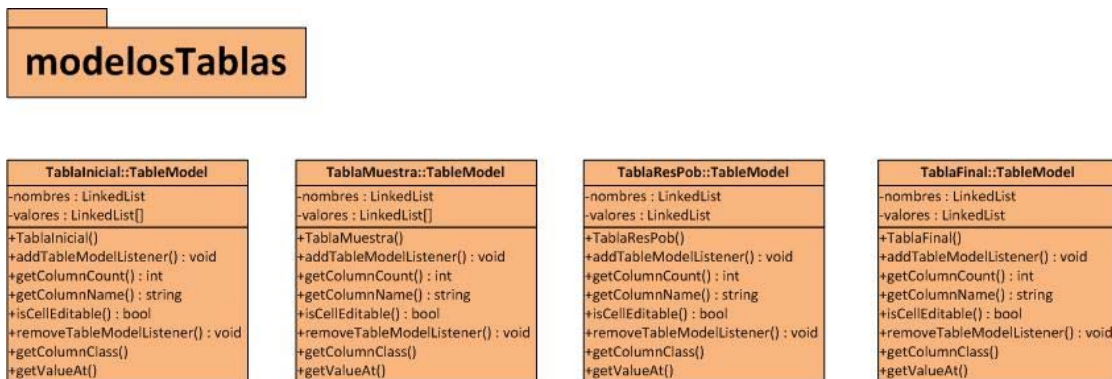 modelosTablas
TablaInicial::TableModel
-nombres : LinkedList
-valores : LinkedList[]
+TablaInicial()
+addTableModelListener() : void
+getColumnCount() : int
+getColumnName() : string
+isCellEditable() : bool
+removeTableModelListener() : void
+getColumnClass()
+getValueAt()
TablaMuestra::TableModel
-nombres : LinkedList
-valores : LinkedList[]
+TablaMuestra()
+addTableModelListener() : void
+getColumnCount() : int
+getColumnName() : string
+isCellEditable() : bool
+removeTableModelListener() : void
+getColumnClass()
+getValueAt()
TablaResPob::TableModel
-nombres : LinkedList
-valores : LinkedList
+TablaResPob()
+addTableModelListener() : void
+getColumnCount() : int
+getColumnName() : string
+isCellEditable() : bool
+removeTableModelListener() : void
+getColumnClass()
+getValueAt()
TablaFinal::TableModel
-nombres : LinkedList
-valores : LinkedList
+TablaFinal()
+addTableModelListener() : void
+getColumnCount() : int
+getColumnName() : string
+isCellEditable() : bool
+removeTableModelListener() : void
+getColumnClass()
+getValueAt()